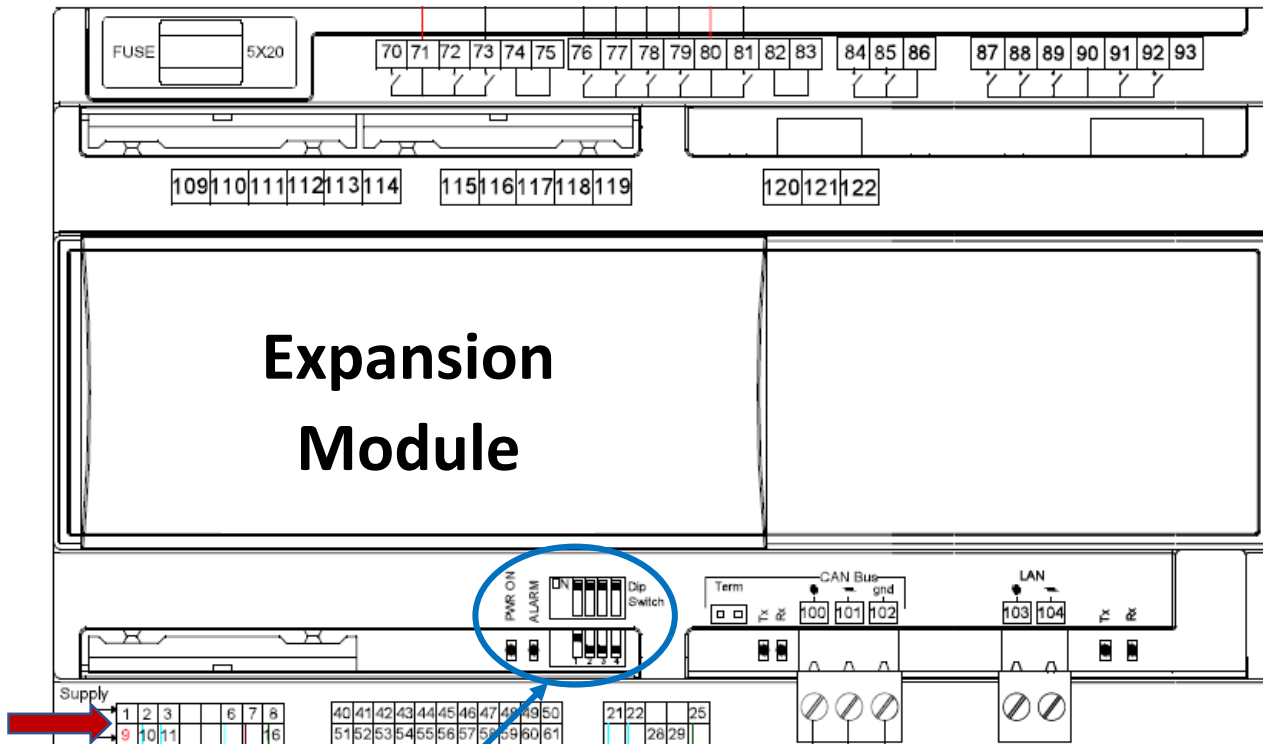 FUSE 5X20
70 71 72 73 74 75 76 77 78 79 80 81 82 83 84 85 86 87 88 89 90 91 92 93
109 110 111 112 113 114 115 116 117 118 119 120 121 122
Expansion
Module
PWR ON
ALARM
ON
Dip
Switch
1 2 3 4
Term
Tx
Rx
CAN Bus
gnd
100 101 102
LAN
103 104
Tx
Rx
Supply
1 2 3 6 7 8 40 41 42 43 44 45 46 47 48 49 50 21 22 25
9 10 11 16 51 52 53 54 55 56 57 58 59 60 61 28 29